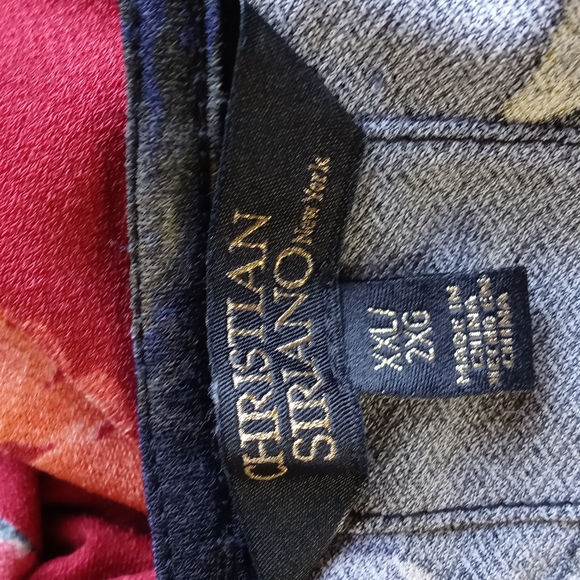 CHRISTIAN
SIRIANO New York
XXL/
2XG
MADE IN
CHINA
HECHO EN
CHINA